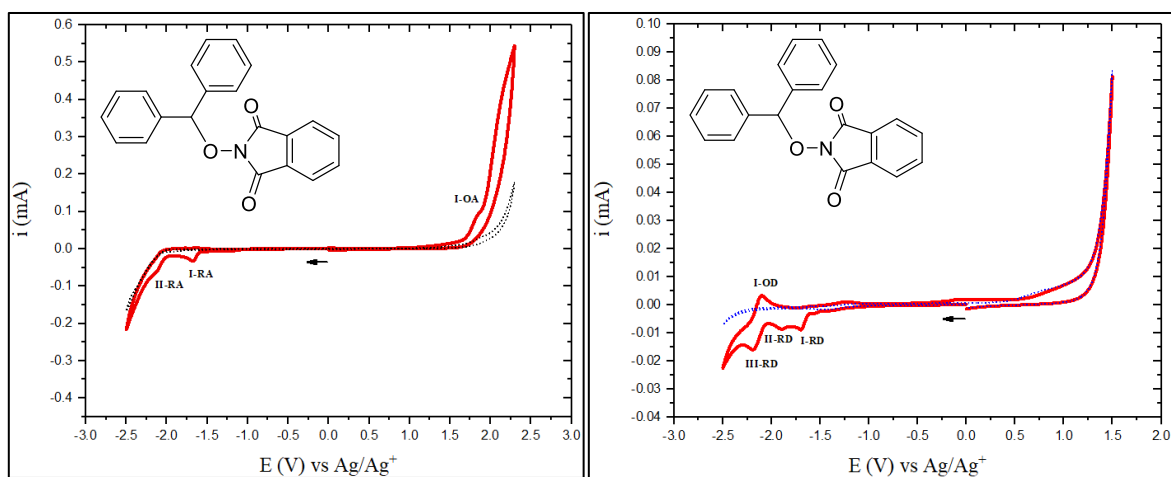 0.6
0.5
0.4
0.3
0.2
0.1
0.0
-0.1
-0.2
-0.3
-0.4
i (mA)
O
O
N
O
I-OA
I-RA
II-RA
-3.0 -2.5 -2.0 -1.5 -1.0 -0.5 0.0 0.5 1.0 1.5 2.0 2.5 3.0
E (V) vs Ag/Ag+
0.10
0.09
0.08
0.07
0.06
0.05
0.04
0.03
0.02
0.01
0.00
-0.01
-0.02
-0.03
-0.04
i (mA)
O
O
N
O
I-OD
II-RD
I-RD
III-RD
-3.0 -2.5 -2.0 -1.5 -1.0 -0.5 0.0 0.5 1.0 1.5 2.0
E (V) vs Ag/Ag+